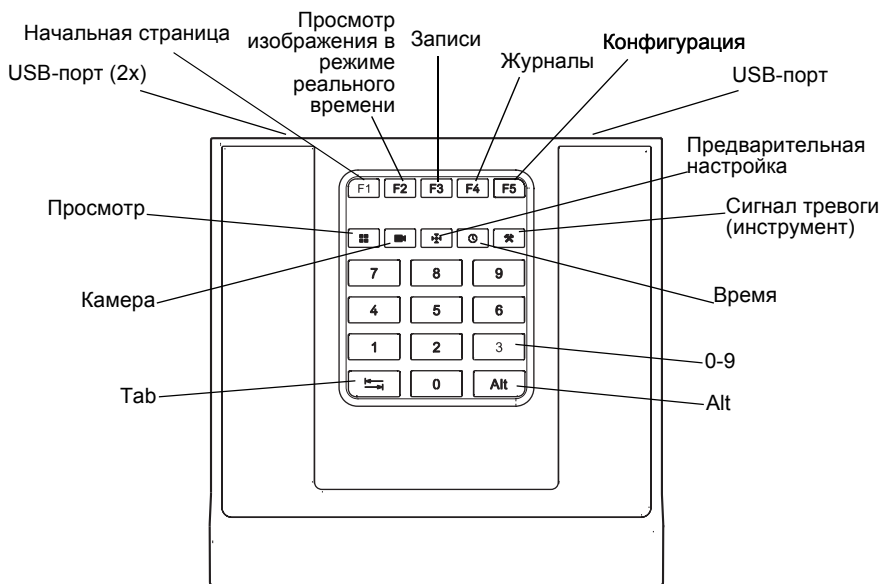 Начальная страница
Просмотр
изображения в
режиме
реального
времени
Записи
Журналы
Конфигурация
USB-порт (2x)
USB-порт
Предварительная
настройка
F1 F2 F3 F4 F5
Просмотр
Сигнал тревоги
(инструмент)
7 8 9
Камера
Время
4 5 6
1 2 3
0-9
Tab
0 Alt
Alt